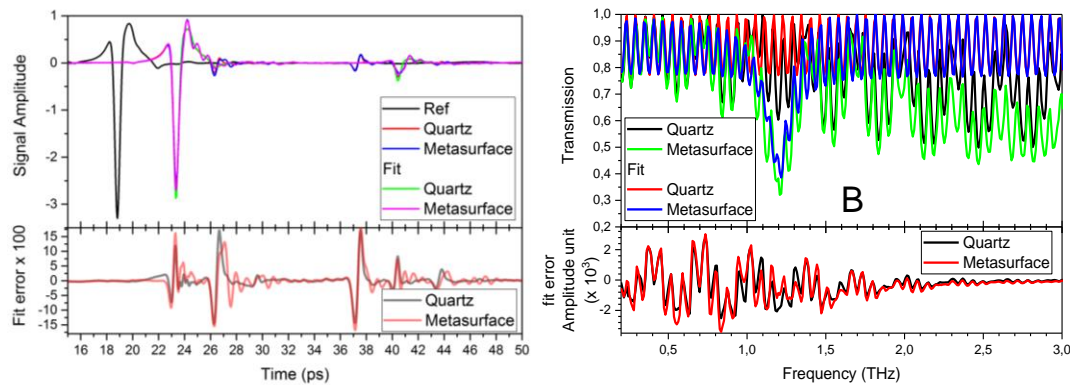 1
0
-1
-2
-3
Signal Amplitude
Ref
Quartz
Metasurface
Fit
Quartz
Metasurface
15
10
5
0
-5
-10
-15
Fit error x 100
Quartz
Metasurface
16 18 20 22 24 26 28 30 32 34 36 38 40 42 44 46 48 50
Time (ps)
1,0
0,9
0,8
0,7
0,6
0,5
0,4
0,3
0,2
Transmission
Quartz
Metasurface
Fit
Quartz
Metasurface
B
2
0
-2
fit error
Amplitude unit
(x 10³)
Quartz
Metasurface
0,5 1,0 1,5 2,0 2,5 3,0
Frequency (THz)